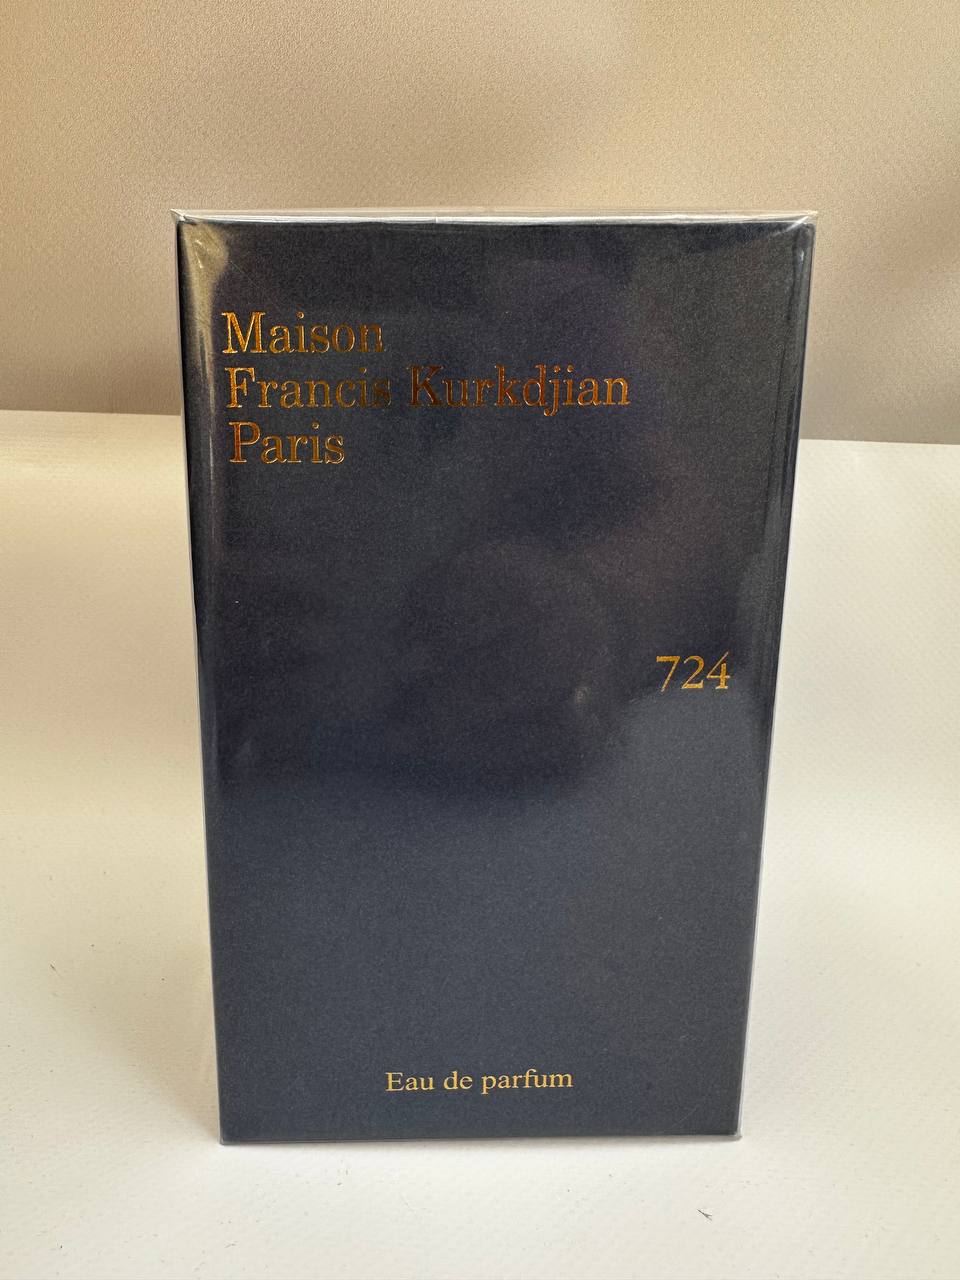 Maison
Francis Kurkdjian
Paris
724
Eau de parfum